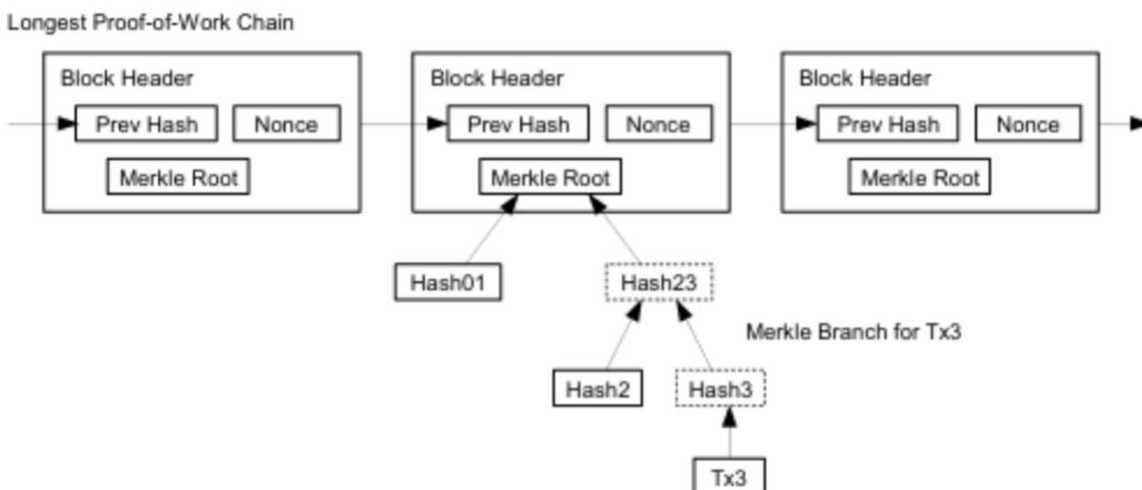 Longest Proof-of-Work Chain
Block Header Block Header Block Header
Prev Hash Nonce Prev Hash Nonce Prev Hash Nonce
Merkle Root Merkle Root Merkle Root
Hash01 Hash23
Merkle Branch for Tx3
Hash2 Hash3
Tx3